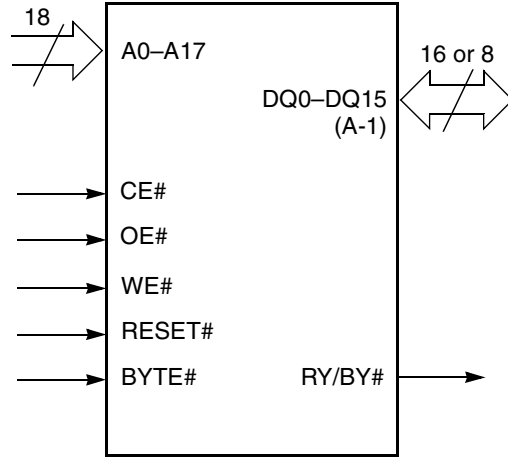 18
A0–A17
16 or 8
DQ0–DQ15
(A-1)
CE#
OE#
WE#
RESET#
BYTE#
RY/BY#